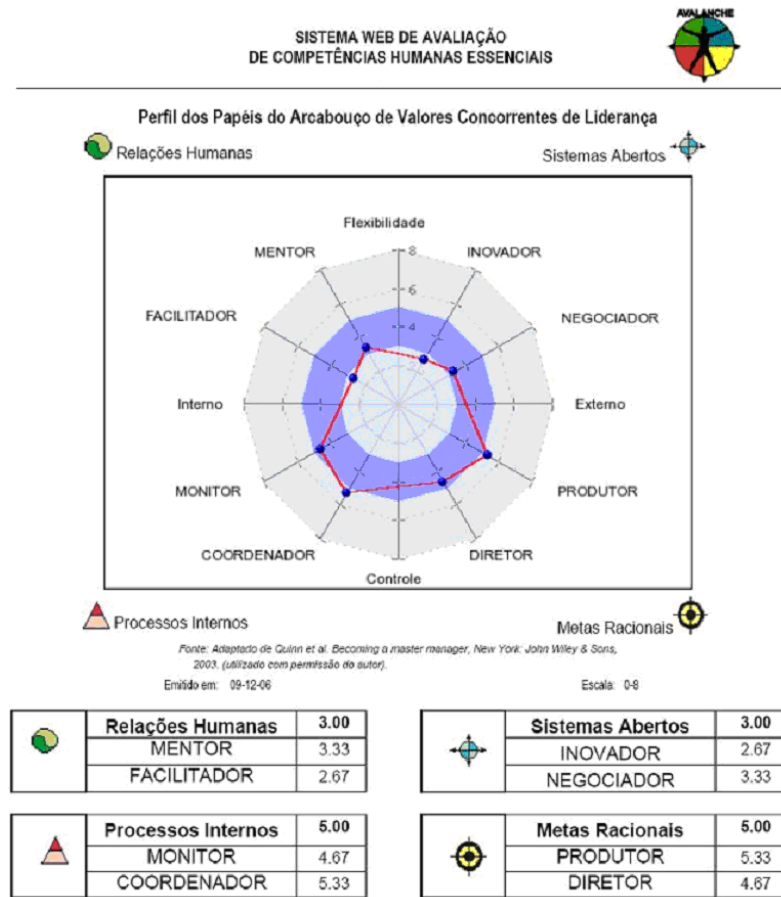 AVALANCHE
SISTEMA WEB DE AVALIAÇÃO
DE COMPETÊNCIAS HUMANAS ESSENCIAIS
Perfil dos Papéis do Arcabouço de Valores Concorrentes de Liderança
Relações Humanas
Sistemas Abertos
Flexibilidade
MENTOR
INOVADOR
FACILITADOR
NEGOCIADOR
Interno
Externo
MONITOR
PRODUTOR
COORDENADOR
DIRETOR
Controle
8
6
4
2
Processos Internos
Metas Racionais
Fonte: Adaptado de Quinn et al. Becoming a master manager, New York: John Wiley & Sons,
2003. (utilizado com permissão do autor).
Emitido em: 09-12-06
Escala: 0-8
Relações Humanas 3.00
MENTOR 3.33
FACILITADOR 2.67
Sistemas Abertos 3.00
INOVADOR 2.67
NEGOCIADOR 3.33
Processos Internos 5.00
MONITOR 4.67
COORDENADOR 5.33
Metas Racionais 5.00
PRODUTOR 5.33
DIRETOR 4.67